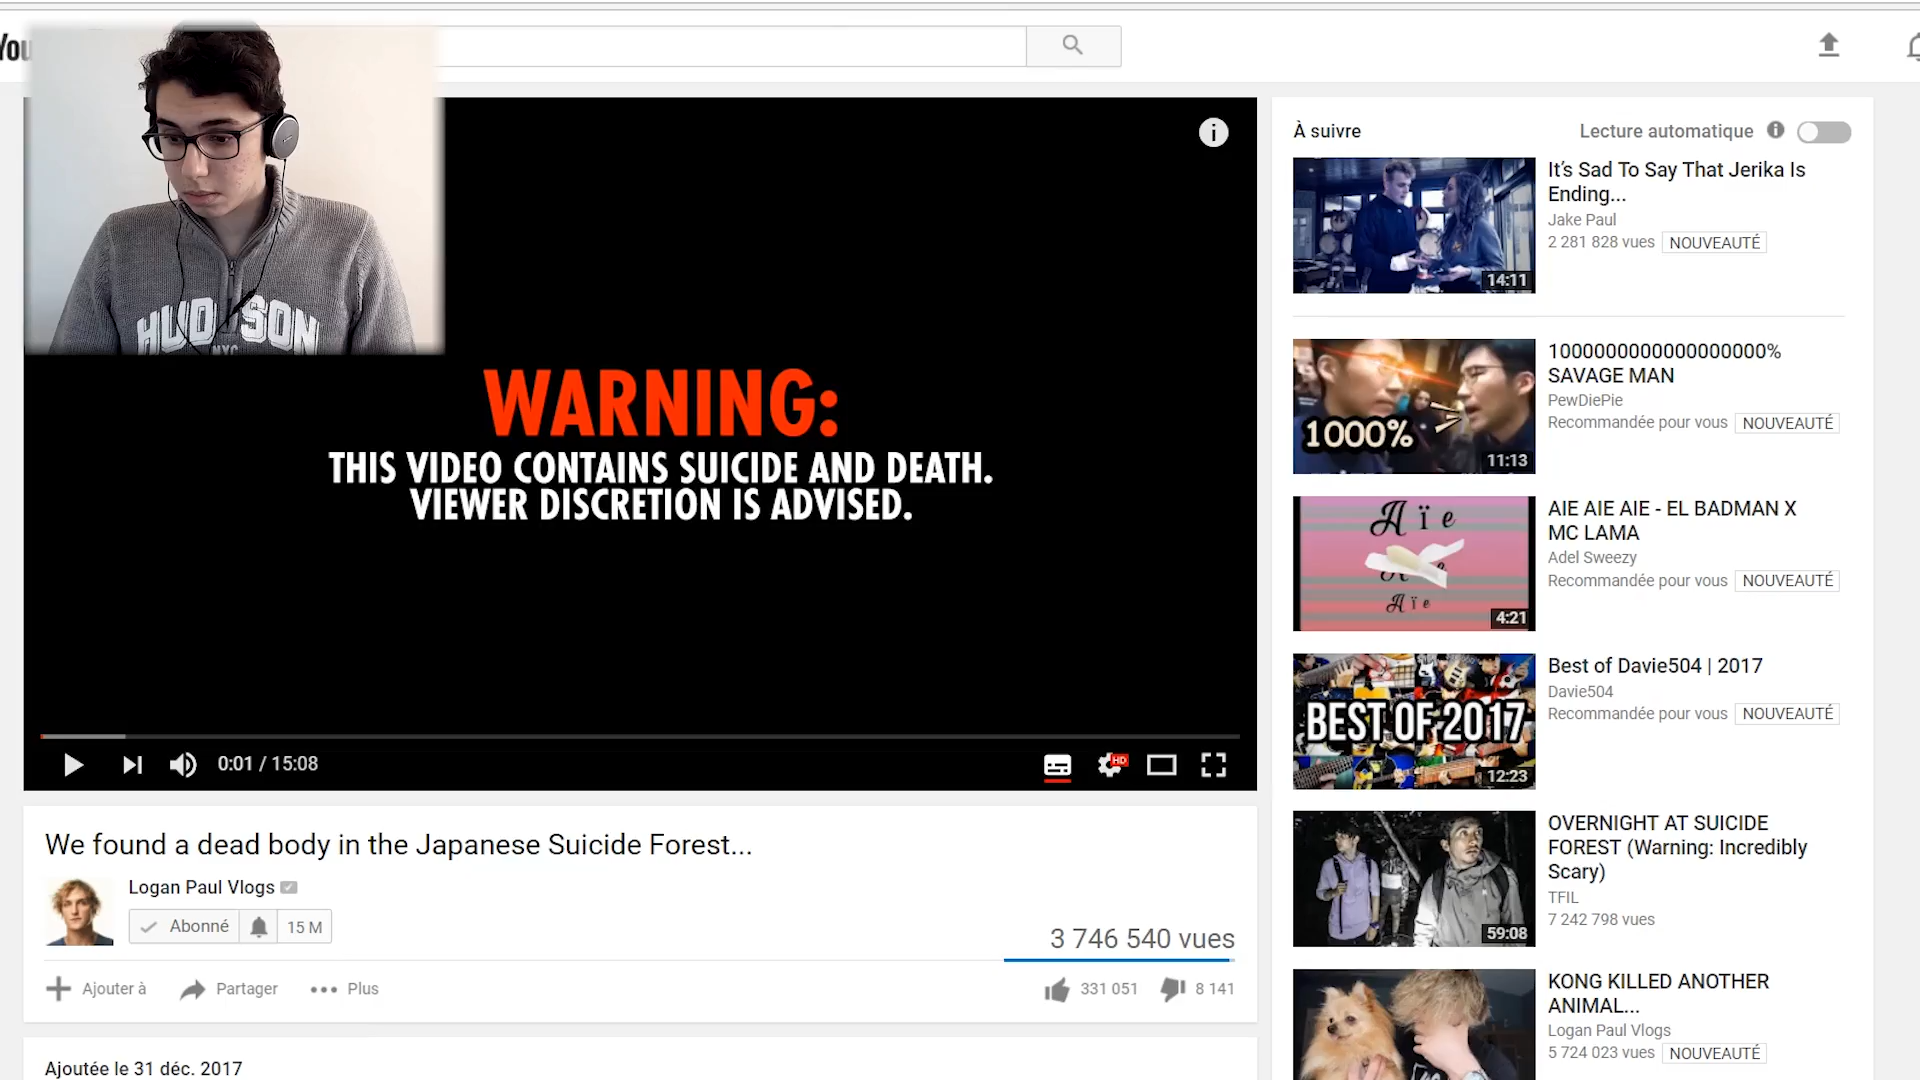 You
HUDSON
NYC
WARNING:
THIS VIDEO CONTAINS SUICIDE AND DEATH.
VIEWER DISCRETION IS ADVISED.
0:01 / 15:08
HD
We found a dead body in the Japanese Suicide Forest...
Logan Paul Vlogs
Abonné
15 M
3 746 540 vues
Ajouter à
Partager
Plus
331 051
8 141
Ajoutée le 31 déc. 2017
À suivre
Lecture automatique
14:11
It's Sad To Say That Jerika Is
Ending...
Jake Paul
2 281 828 vues
NOUVEAUTÉ
1000%
11:13
1000000000000000000%
SAVAGE MAN
PewDiePie
Recommandée pour vous
NOUVEAUTÉ
Aïe
Aïe
4:21
AIE AIE AIE - EL BADMAN X
MC LAMA
Adel Sweezy
Recommandée pour vous
NOUVEAUTÉ
BEST OF 2017
12:23
Best of Davie504 | 2017
Davie504
Recommandée pour vous
NOUVEAUTÉ
59:08
OVERNIGHT AT SUICIDE
FOREST (Warning: Incredibly
Scary)
TFIL
7 242 798 vues
KONG KILLED ANOTHER
ANIMAL...
Logan Paul Vlogs
5 724 023 vues
NOUVEAUTÉ